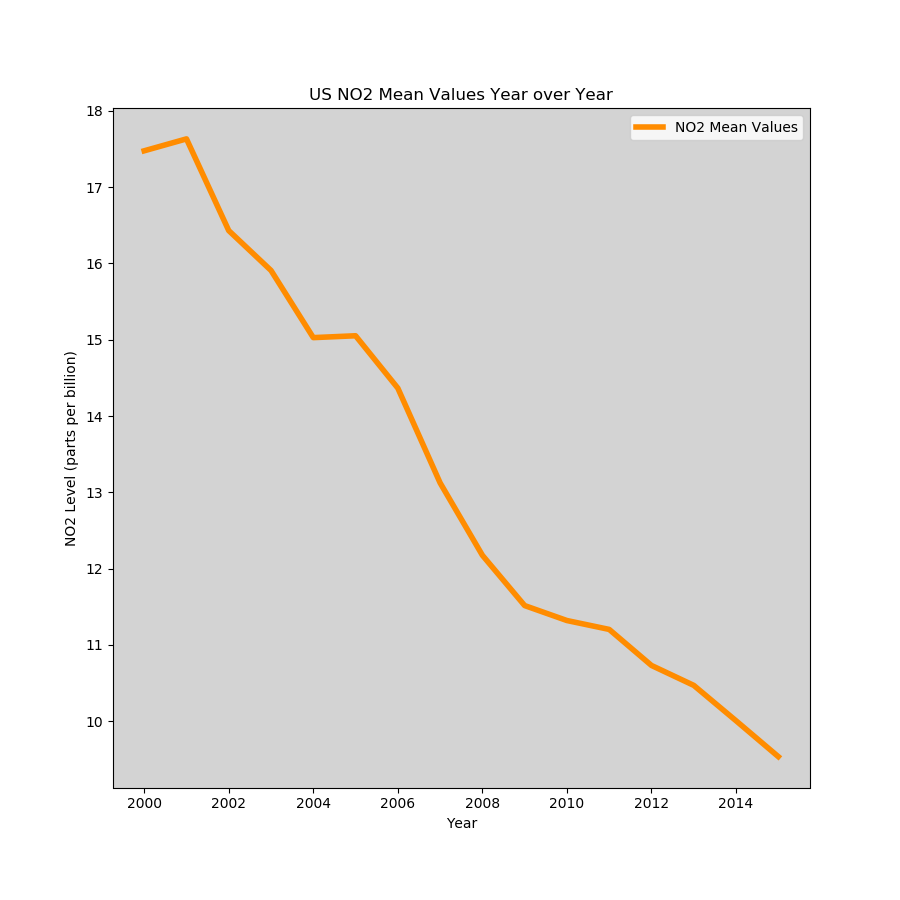 US NO2 Mean Values Year over Year
NO2 Mean Values
18
17
16
15
14
13
12
11
10
NO2 Level (parts per billion)
2000 2002 2004 2006 2008 2010 2012 2014
Year